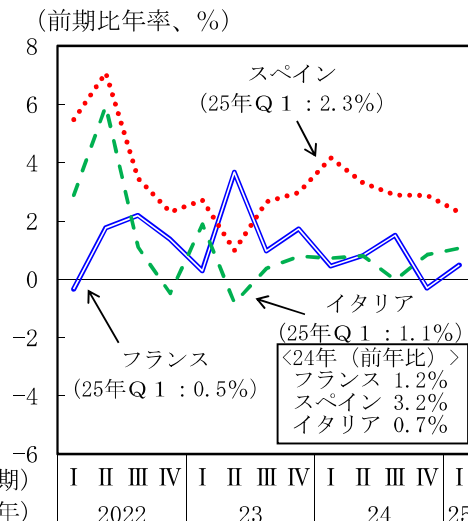 (前期比年率、%)
8
6
4
2
0
−2
−4
−6
スペイン
(25年Q1:2.3%)
イタリア
(25年Q1:1.1%)
フランス
(25年Q1:0.5%)
<24年(前年比)>
フランス 1.2%
スペイン 3.2%
イタリア 0.7%
期) Ⅰ Ⅱ Ⅲ Ⅳ Ⅰ Ⅱ Ⅲ Ⅳ Ⅰ Ⅱ Ⅲ Ⅳ Ⅰ
年) 2022 23 24 25